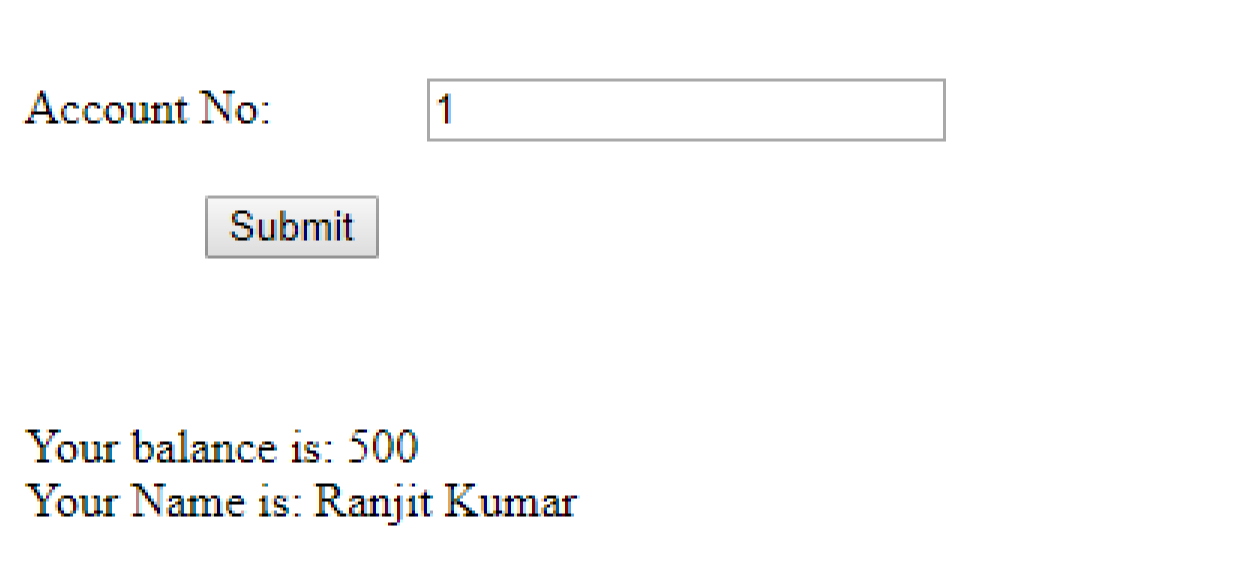 Account No: 1
Submit
Your balance is: 500
Your Name is: Ranjit Kumar